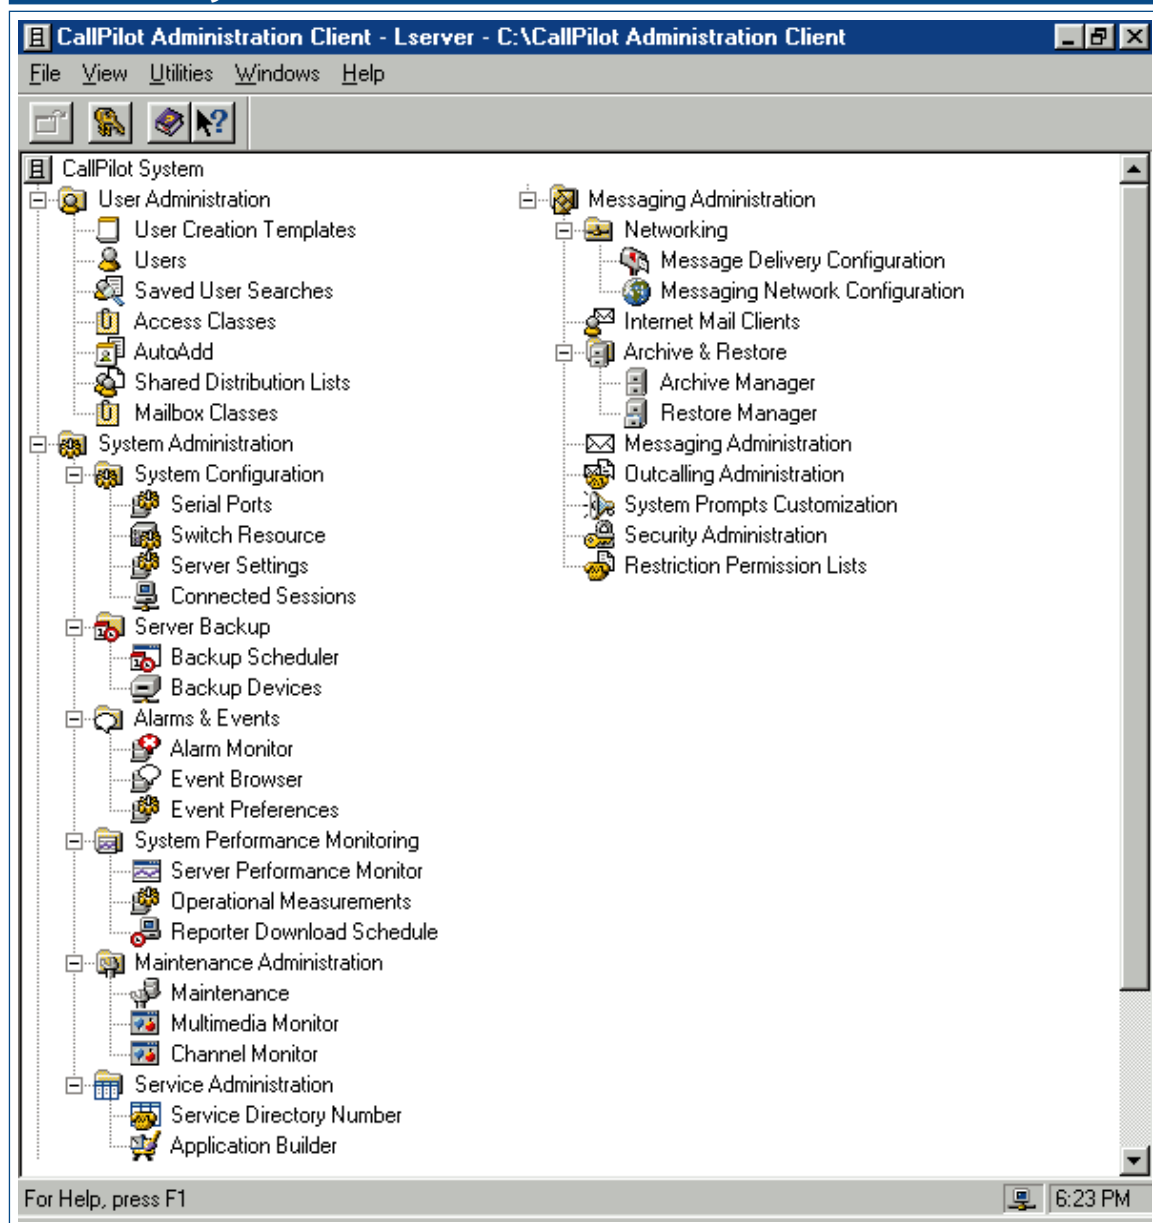 CallPilot Administration Client - Lserver - C:\CallPilot Administration Client
File View Utilities Windows Help
CallPilot System
User Administration
User Creation Templates
Users
Saved User Searches
Access Classes
AutoAdd
Shared Distribution Lists
Mailbox Classes
System Administration
System Configuration
Serial Ports
Switch Resource
Server Settings
Connected Sessions
Server Backup
Backup Scheduler
Backup Devices
Alarms & Events
Alarm Monitor
Event Browser
Event Preferences
System Performance Monitoring
Server Performance Monitor
Operational Measurements
Reporter Download Schedule
Maintenance Administration
Maintenance
Multimedia Monitor
Channel Monitor
Service Administration
Service Directory Number
Application Builder
Messaging Administration
Networking
Message Delivery Configuration
Messaging Network Configuration
Internet Mail Clients
Archive & Restore
Archive Manager
Restore Manager
Messaging Administration
Outcalling Administration
System Prompts Customization
Security Administration
Restriction Permission Lists
For Help, press F1
6:23 PM